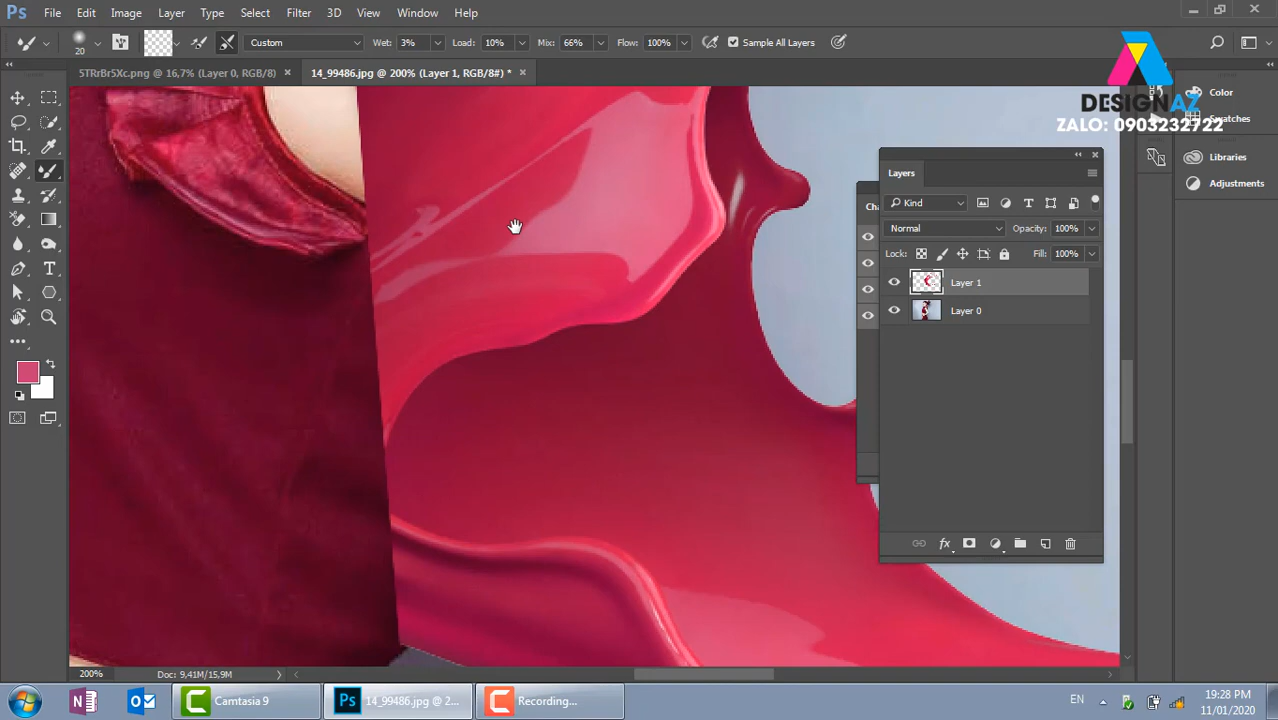 Ps File Edit Image Layer Type Select Filter 3D View Window Help
20 Custom Wet: 3% Load: 10% Mix: 66% Flow: 100% Sample All Layers
5TRrBrSXc.png @ 16,7% (Layer 0, RGB/8) × 14_99486.jpg @ 200% (Layer 1, RGB/8#) * ×
DESIGNAZ
ZALO: 0903232722
Color
Swatches
Libraries
Adjustments
Layers
Cha
Kind
Normal Opacity: 100%
Lock: Fill: 100%
Layer 1
Layer 0
fx
200% Doc: 9,41M/15,9M
Camtasia 9 Ps 14_99486.jpg @ 2... Recording... EN 19:28 PM
11/01/2020